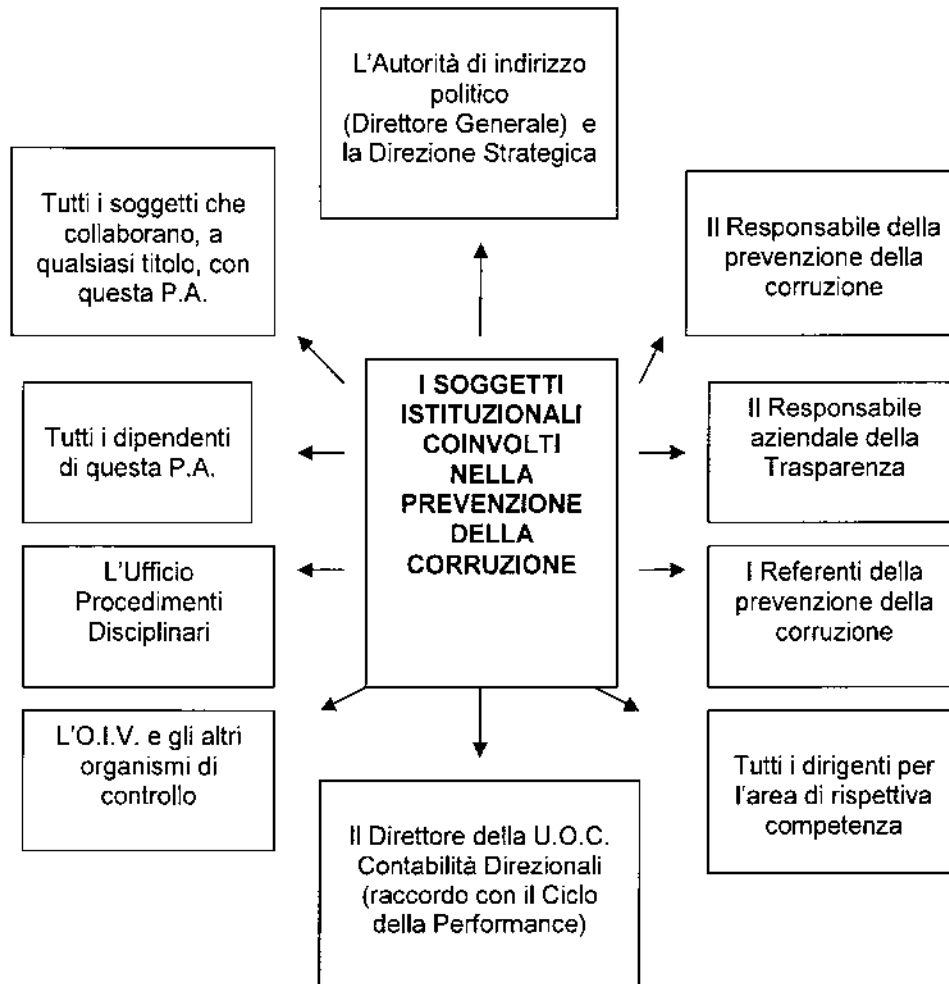 L'Autorità di indirizzo
politico
(Direttore Generale) e
la Direzione Strategica
Tutti i soggetti che
collaborano, a
qualsiasi titolo, con
questa P.A.
Il Responsabile della
prevenzione della
corruzione
I SOGGETTI
ISTITUZIONALI
COINVOLTI
NELLA
PREVENZIONE
DELLA
CORRUZIONE
Tutti i dipendenti
di questa P.A.
Il Responsabile
aziendale della
Trasparenza
L'Ufficio
Procedimenti
Disciplinari
I Referenti della
prevenzione della
corruzione
L'O.I.V. e gli altri
organismi di
controllo
Tutti i dirigenti per
l'area di rispettiva
competenza
Il Direttore della U.O.C.
Contabilità Direzionali
(raccordo con il Ciclo
della Performance)